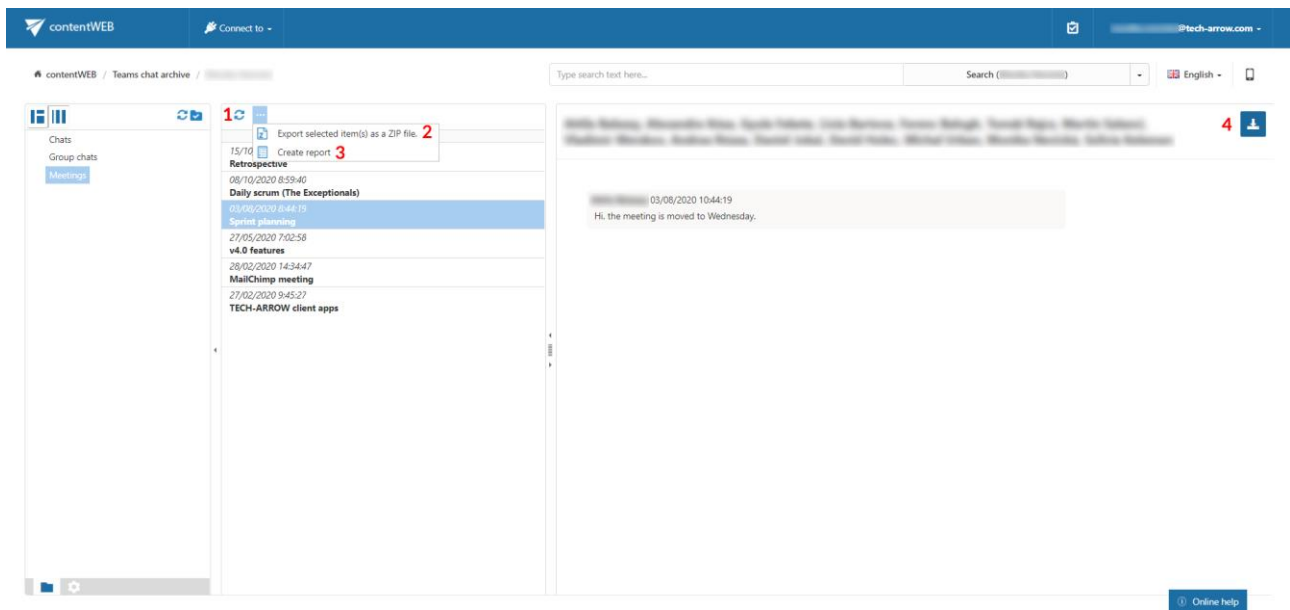 contentWEB
Connect to
@tech-arrow.com
contentWEB / Teams chat archive /
Type search text here...
Search (
)
English
1
Export selected item(s) as a ZIP file. 2
Create report 3
4
Chats
Group chats
Meetings
15/10
Retrospective
08/10/2020 8:59:40
Daily scrum (The Exceptionals)
03/08/2020 8:44:19
Sprint planning
27/05/2020 7:02:58
v4.0 features
28/02/2020 14:34:47
MailChimp meeting
27/02/2020 9:45:27
TECH-ARROW client apps
03/08/2020 10:44:19
Hi, the meeting is moved to Wednesday.
Online help